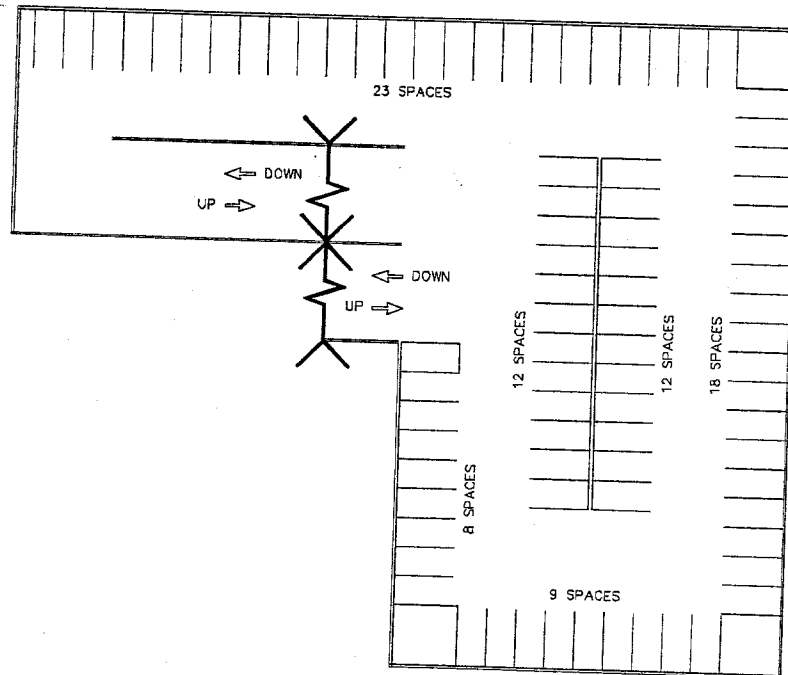 23 SPACES
DOWN
UP
DOWN
UP
12 SPACES
12 SPACES
18 SPACES
8 SPACES
9 SPACES